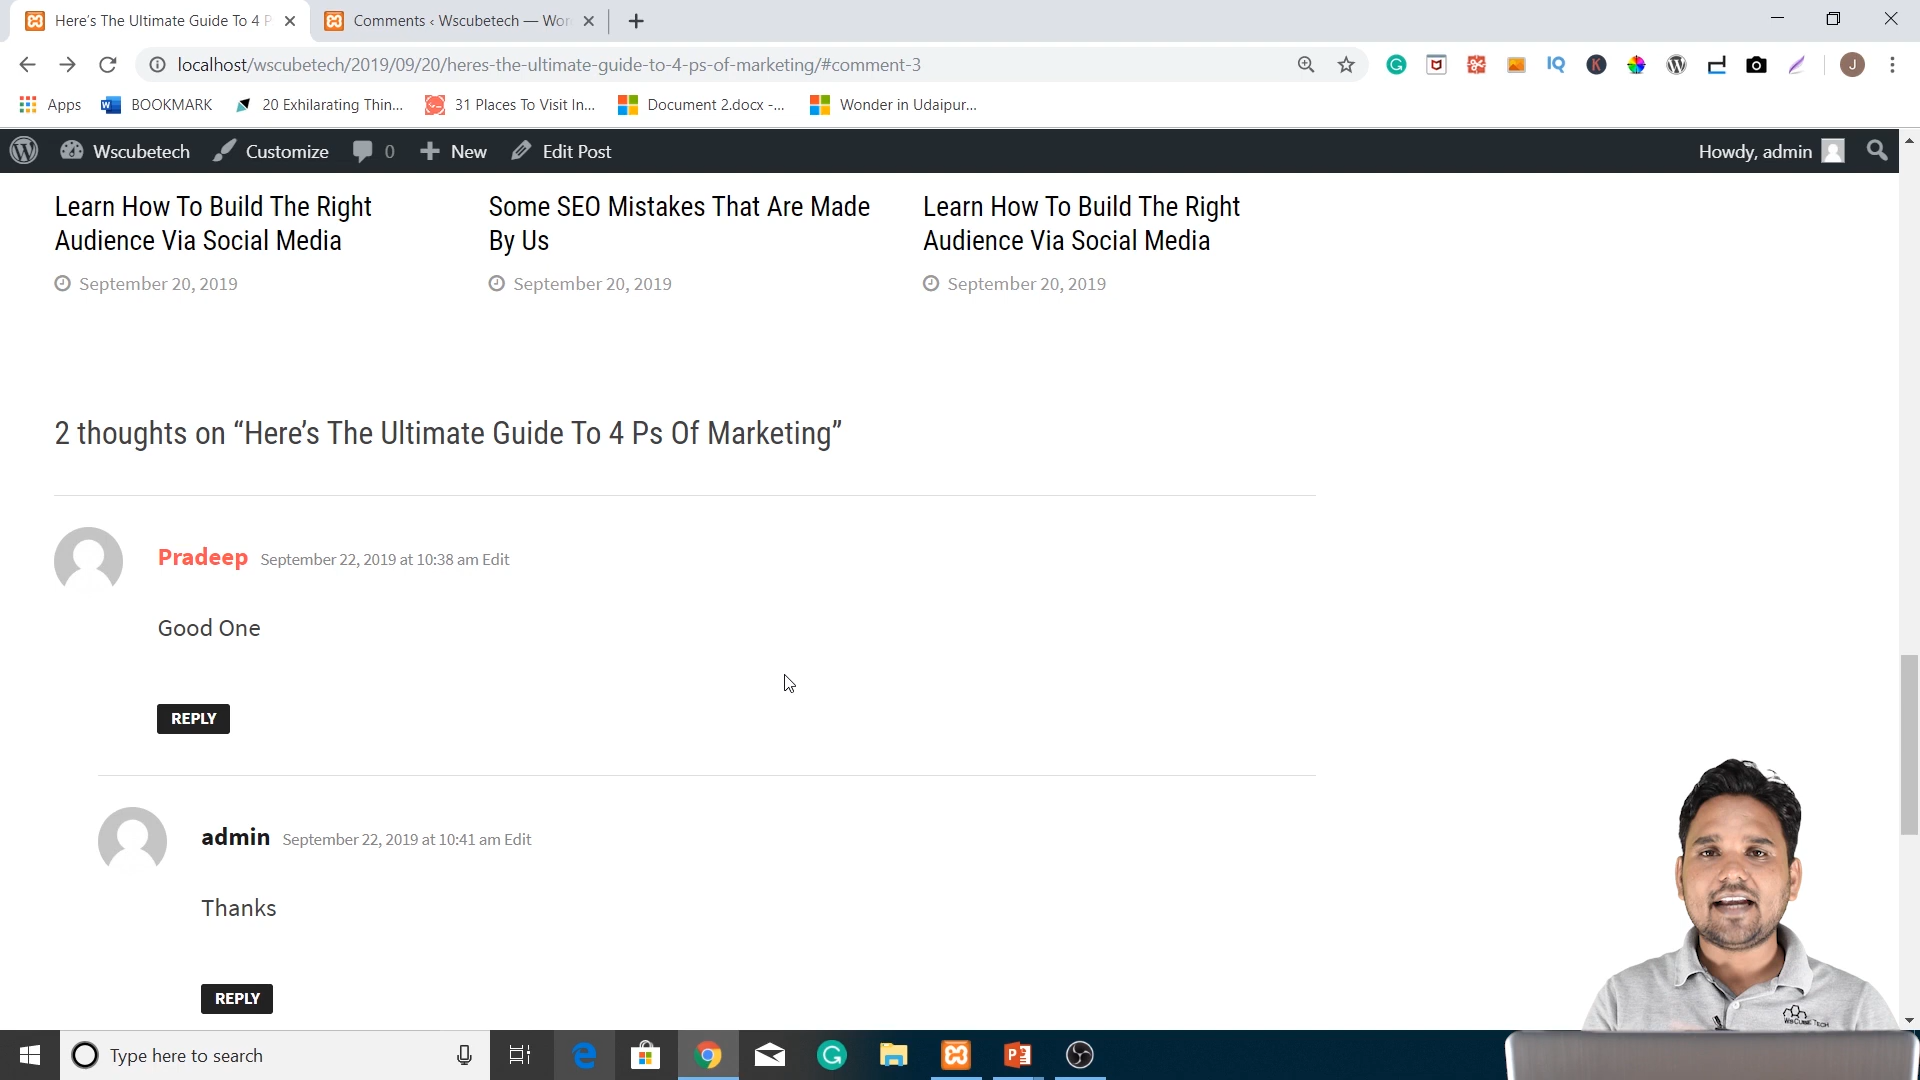 Here's The Ultimate Guide To 4 P
Comments ‹ Wscubetech — Wor
localhost/wscubetech/2019/09/20/heres-the-ultimate-guide-to-4-ps-of-marketing/#comment-3
Apps BOOKMARK 20 Exhilarating Thin... 31 Places To Visit In... Document 2.docx -... Wonder in Udaipur...
Wscubetech Customize 0 New Edit Post Howdy, admin
Learn How To Build The Right
Audience Via Social Media
September 20, 2019
Some SEO Mistakes That Are Made
By Us
September 20, 2019
Learn How To Build The Right
Audience Via Social Media
September 20, 2019
2 thoughts on “Here’s The Ultimate Guide To 4 Ps Of Marketing”
Pradeep September 22, 2019 at 10:38 am Edit
Good One
REPLY
admin September 22, 2019 at 10:41 am Edit
Thanks
REPLY
WsCube Tech
Type here to search